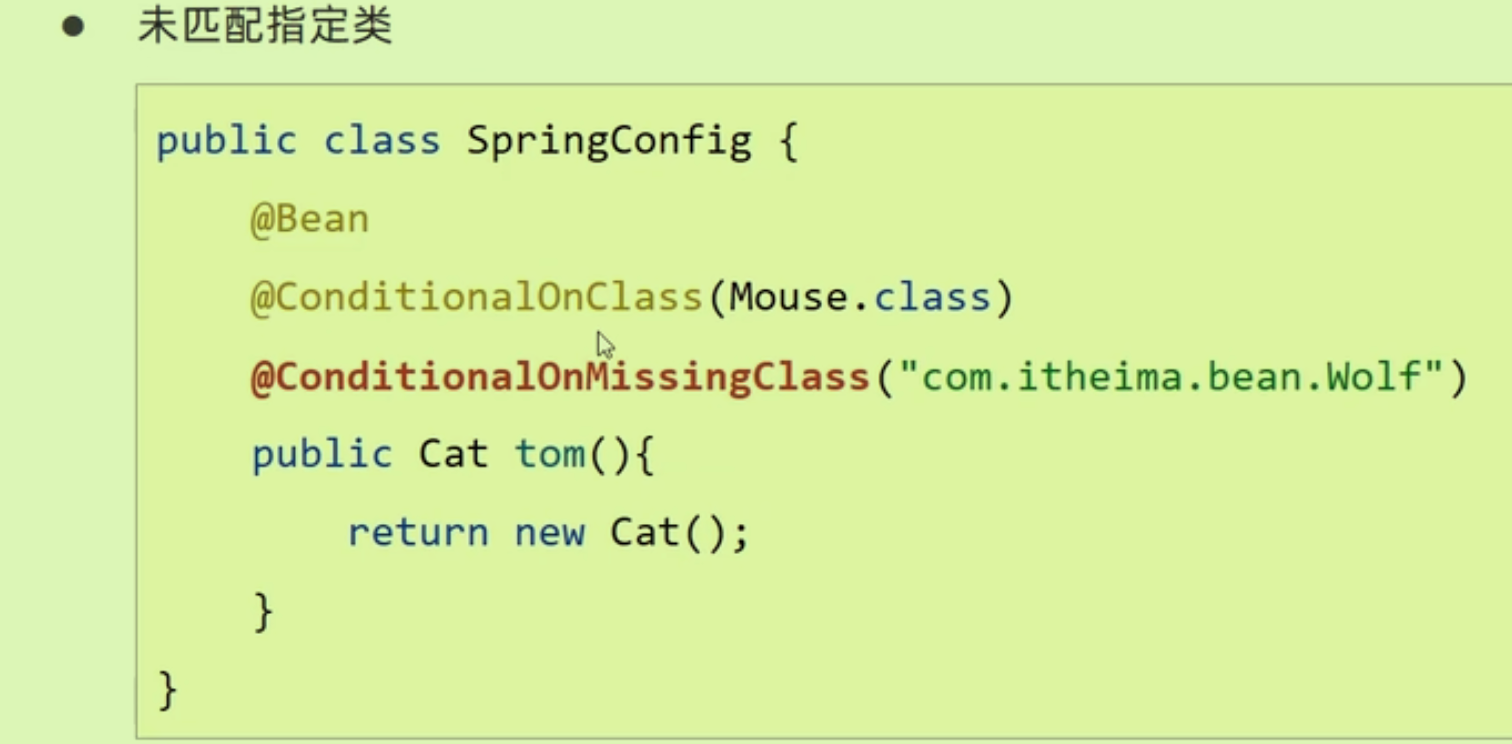 ● 未匹配指定类
public class SpringConfig {
    @Bean
    @ConditionalOnClass(Mouse.class)
    @ConditionalOnMissingClass("com.itheima.bean.Wolf")
    public Cat tom(){
        return new Cat();
    }
}